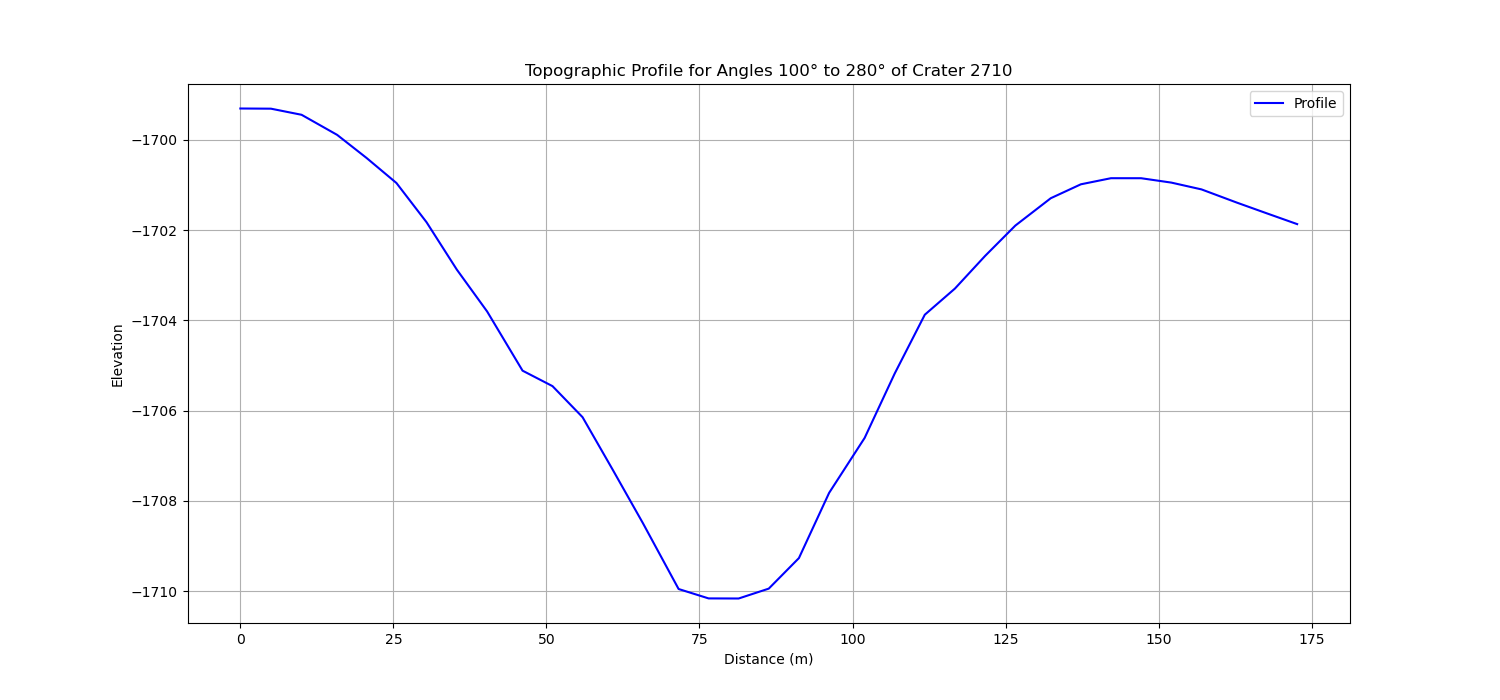 Topographic Profile for Angles 100° to 280° of Crater 2710
Profile
−1700
−1702
−1704
−1706
−1708
−1710
Elevation
0 25 50 75 100 125 150 175
Distance (m)